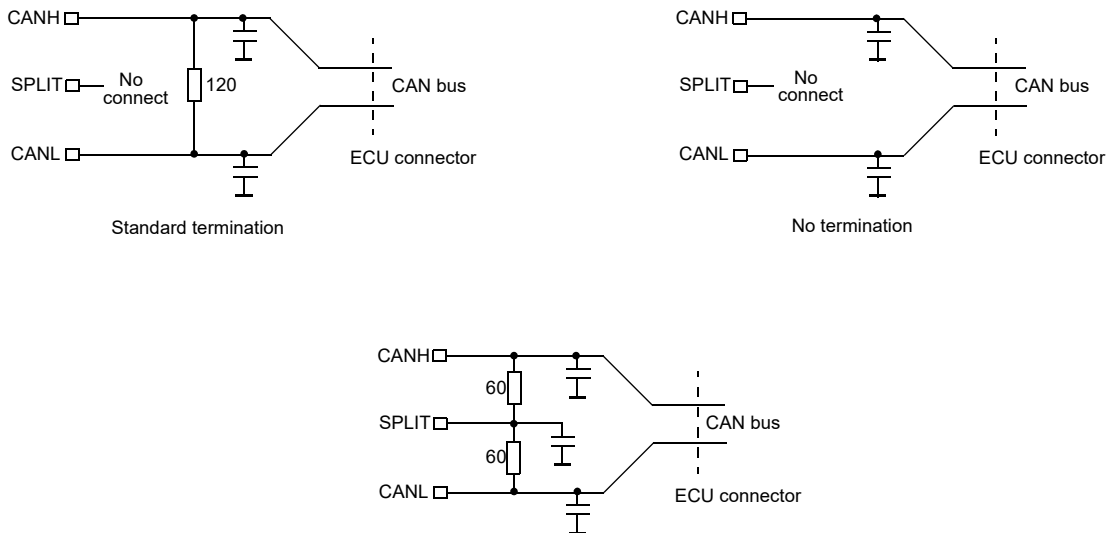 CANH
SPLIT
No
connect
120
CANL
CAN bus
ECU connector
Standard termination
CANH
SPLIT
No
connect
CANL
CAN bus
ECU connector
No termination
CANH
60
SPLIT
60
CANL
CAN bus
ECU connector